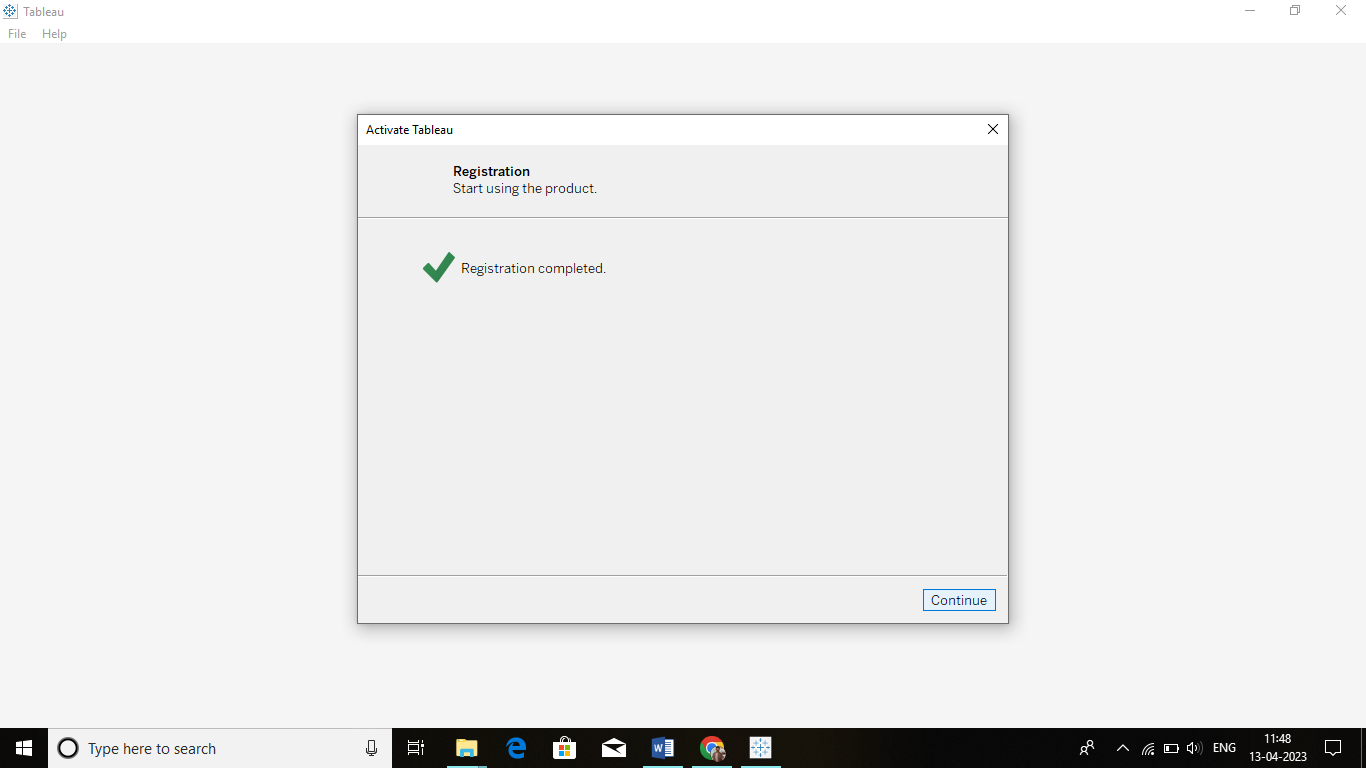 Tableau
File Help
Activate Tableau
Registration
Start using the product.
Registration completed.
Continue
Type here to search
W
ENG
11:48
13-04-2023